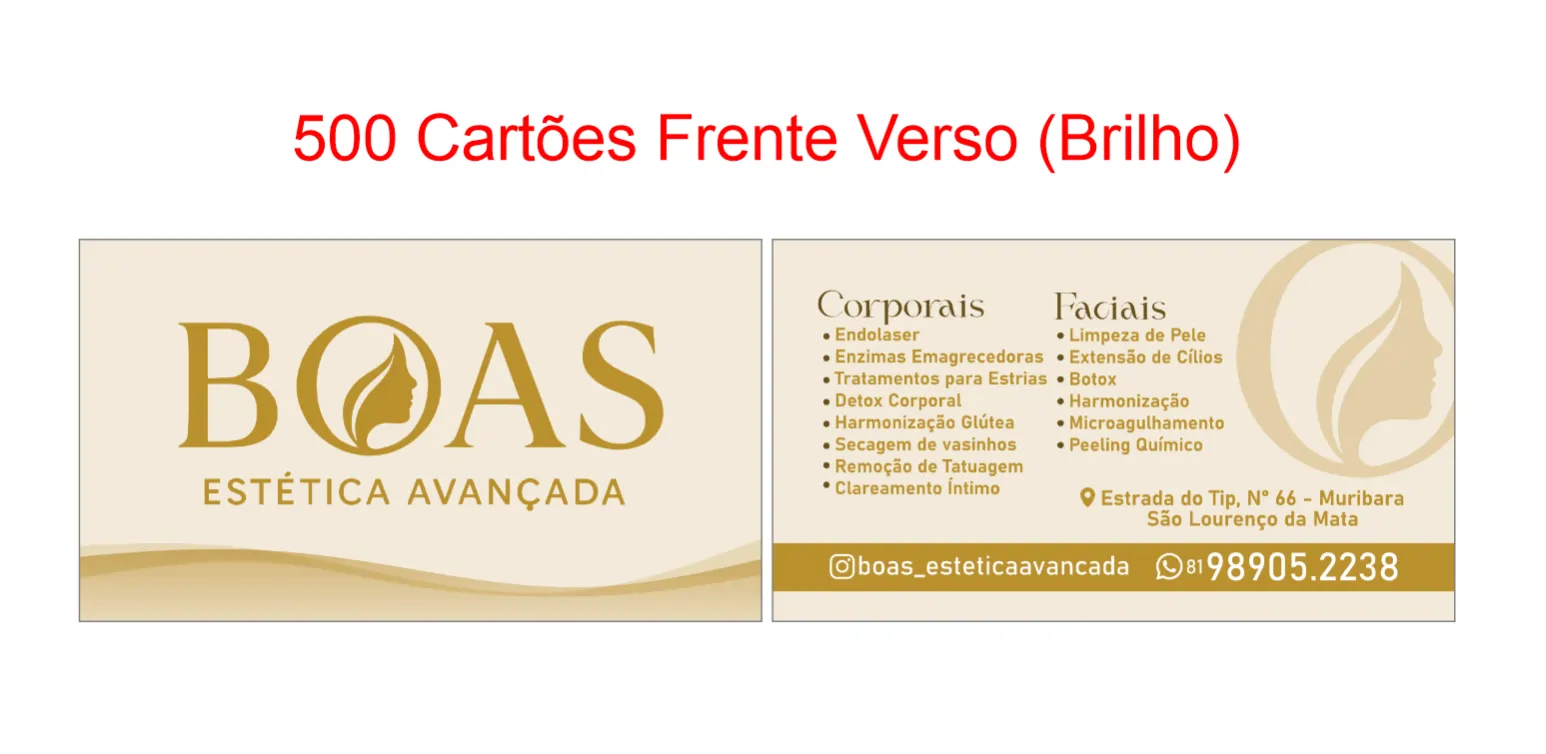 500 Cartões Frente Verso (Brilho)
BOAS
ESTÉTICA AVANÇADA
Corporais
• Endolaser
• Enzimas Emagrecedoras
• Tratamentos para Estrias
• Detox Corporal
• Harmonização Glútea
• Secagem de vasinhos
• Remoção de Tatuagem
• Clareamento Íntimo
Faciais
• Limpeza de Pele
• Extensão de Cílios
• Botox
• Harmonização
• Microagulhamento
• Peeling Químico
Estrada do Tip, N° 66 - Muribara
São Lourenço da Mata
boas_esteticaavancada 81 98905.2238